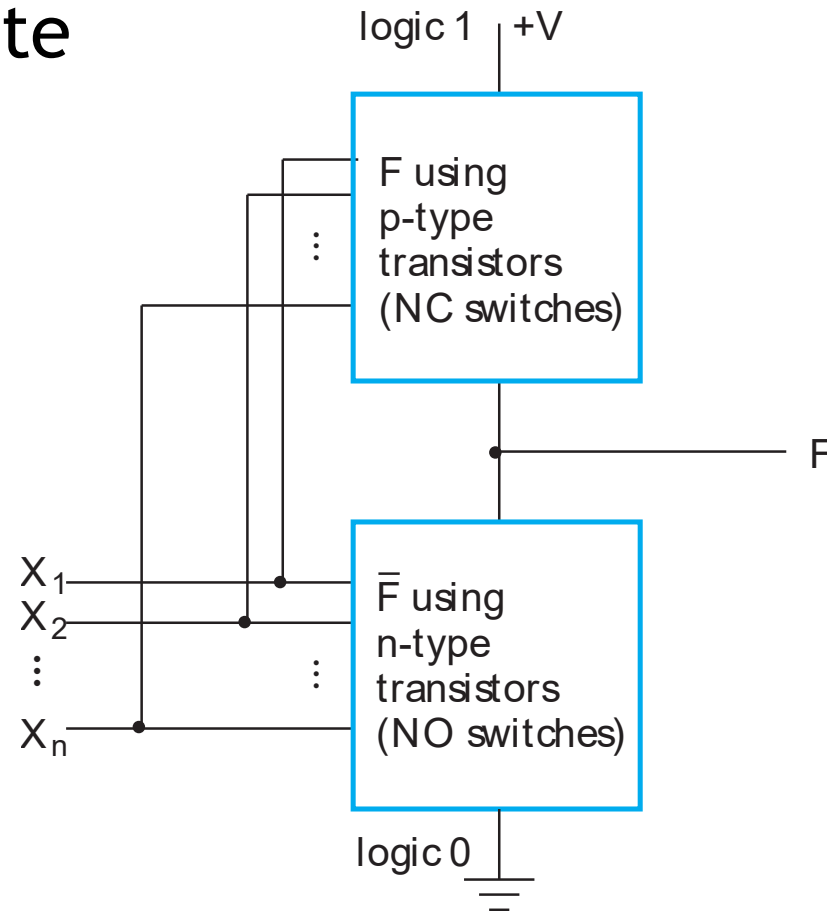 te
logic 1 +V
F using
p-type
transistors
(NC switches)
⋮
F
X1
X2
⋮
Xn
F̅ using
n-type
transistors
(NO switches)
⋮
logic 0